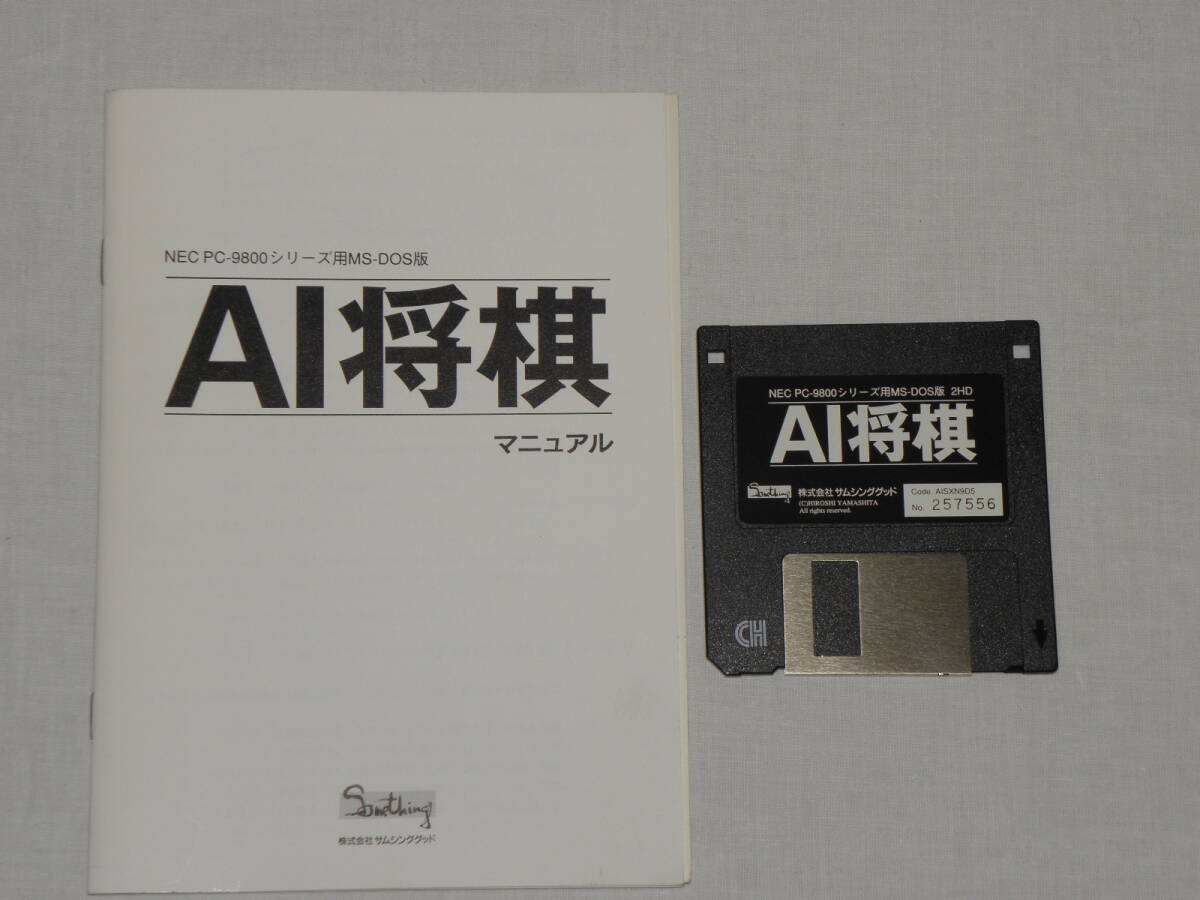 NEC PC-9800シリーズ用MS-DOS版
AI将棋
マニュアル
Something
株式会社サムシンググッド
NEC PC-9800シリーズ用MS-DOS版 2HD
AI将棋
Something
株式会社サムシンググッド
(C)HIROSHI YAMASHITA
All rights reserved.
Code. AISXN9D5
No. 257556
CH